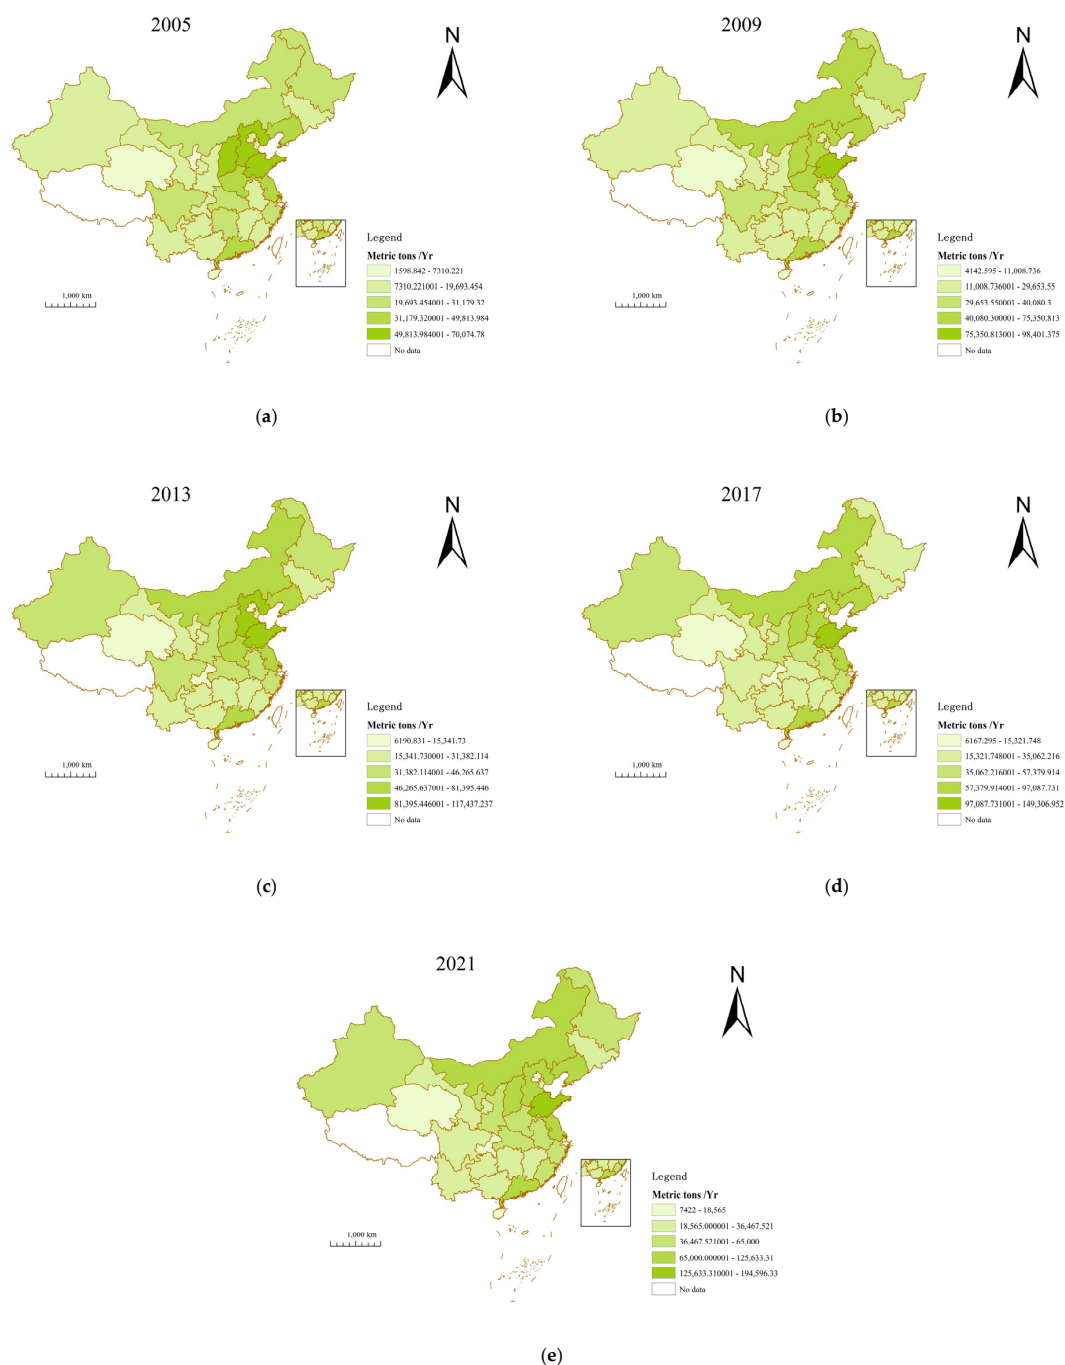 2005
N
Legend
Metric tons /Yr
1598.842 - 7310.221
7310.221001 - 19,693.454
19,693.454001 - 31,179.32
31,179.320001 - 49,813.984
49,813.984001 - 70,074.78
No data
1,000 km
(a)
2009
N
Legend
Metric tons /Yr
4142.595 - 11,008.736
11,008.736001 - 29,653.55
29,653.550001 - 40,080.3
40,080.300001 - 75,350.813
75,350.813001 - 98,401.375
No data
1,000 km
(b)
2013
N
Legend
Metric tons /Yr
6190.831 - 15,341.73
15,341.730001 - 31,382.114
31,382.114001 - 46,265.637
46,265.637001 - 81,395.446
81,395.446001 - 117,437.237
No data
1,000 km
(c)
2017
N
Legend
Metric tons /Yr
6167.295 - 15,321.748
15,321.748001 - 35,062.216
35,062.216001 - 57,379.914
57,379.914001 - 97,087.731
97,087.731001 - 149,306.952
No data
1,000 km
(d)
2021
N
Legend
Metric tons /Yr
7422 - 18,565
18,565.000001 - 36,467.521
36,467.521001 - 65,000
65,000.000001 - 125,633.31
125,633.310001 - 194,596.33
No data
1,000 km
(e)